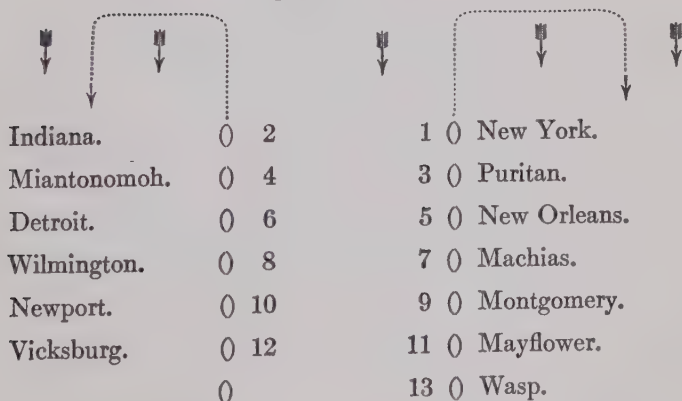 Indiana. () 2 1 () New York.
Miantonomoh. () 4 3 () Puritan.
Detroit. () 6 5 () New Orleans.
Wilmington. () 8 7 () Machias.
Newport. () 10 9 () Montgomery.
Vicksburg. () 12 11 () Mayflower.
() 13 () Wasp.